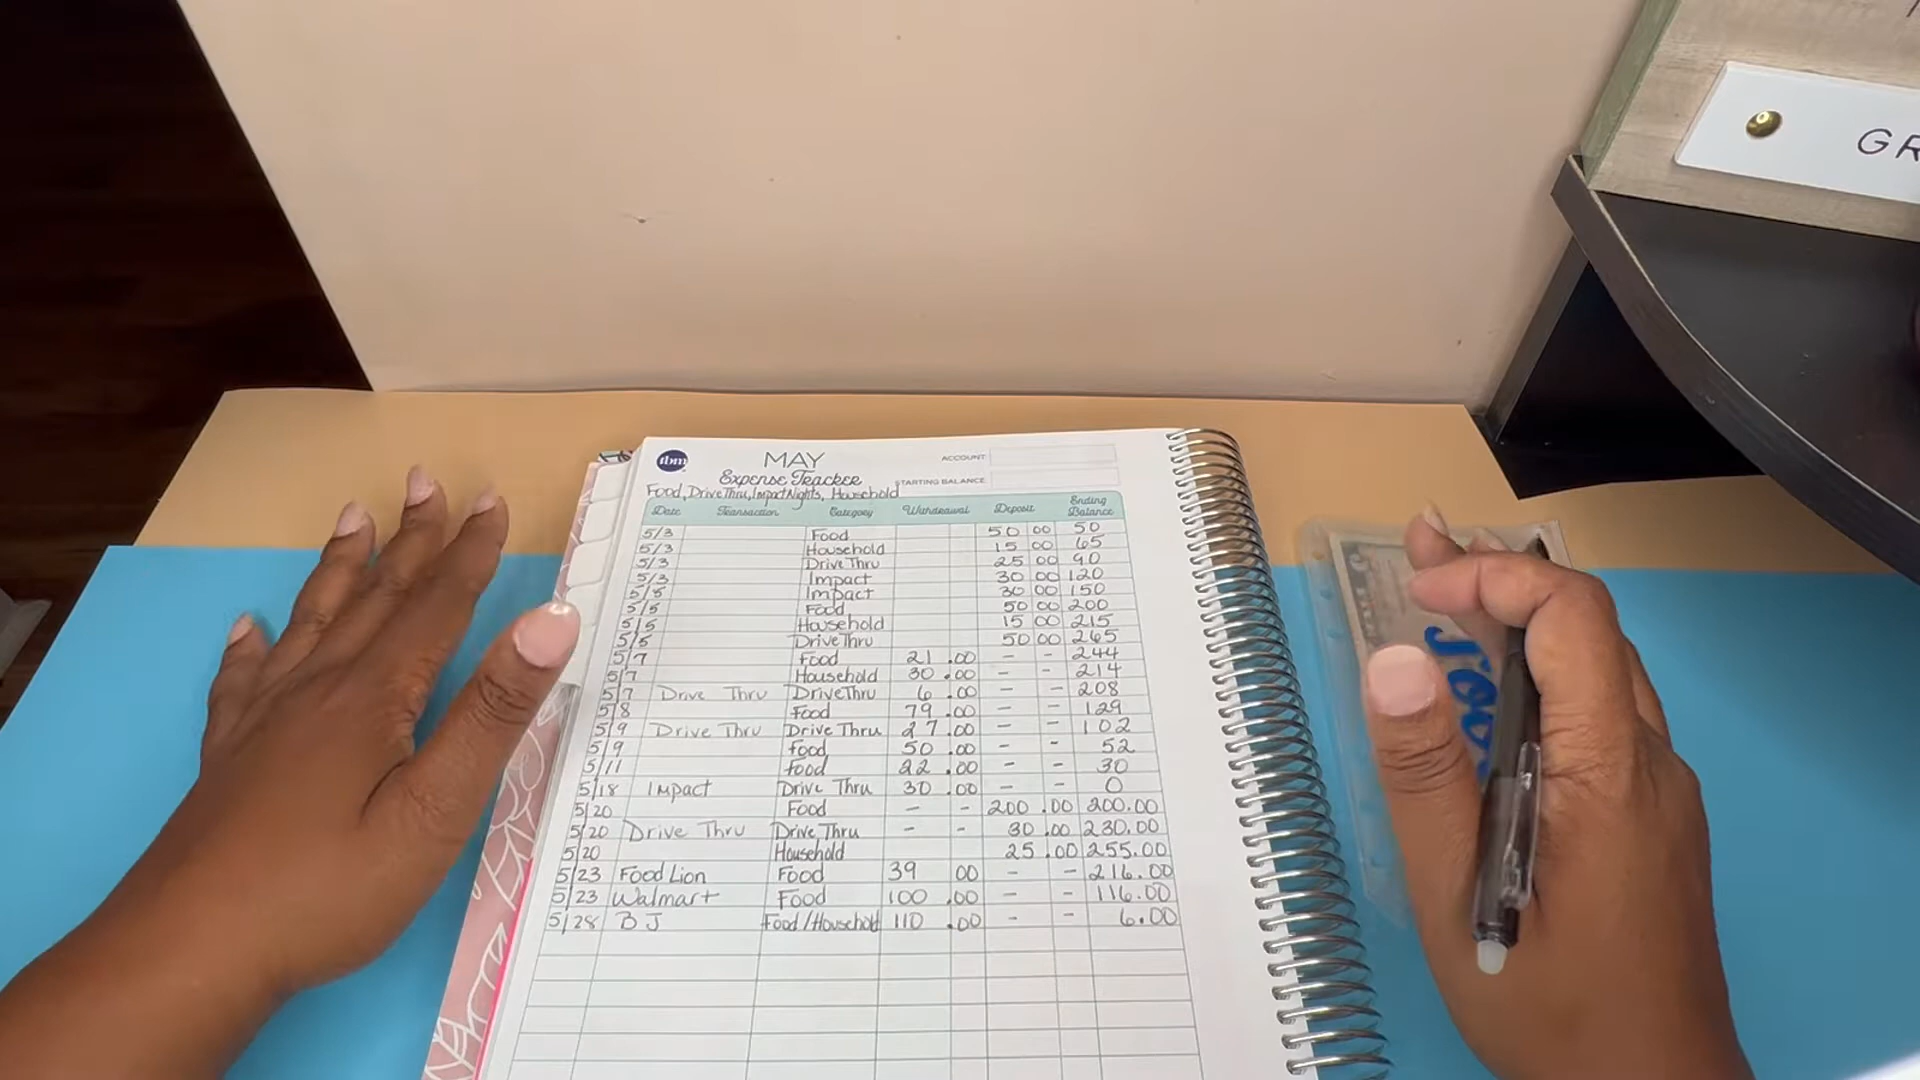 tbm
MAY
Expense Tracker
ACCOUNT
STARTING BALANCE
Food, Drive Thru, Impact Nights, Household
Date Transaction Category Withdrawal Deposit Ending Balance
5/3 Food 50 00 50
5/3 Household 15 00 65
5/3 Drive Thru 25 00 90
5/3 Impact 30 00 120
5/5 Impact 30 00 150
5/5 Food 50 00 200
5/5 Household 15 00 215
5/5 Drive Thru 50 00 265
5/7 Food 21 .00 - - 244
5/7 Household 30 .00 - - 214
5/7 Drive Thru Drive Thru 6 .00 - - 208
5/8 Food 79 .00 - - 129
5/9 Drive Thru Drive Thru 27 .00 - - 102
5/9 Food 50 .00 - - 52
5/11 Food 22 .00 - - 30
5/18 Impact Drive Thru 30 .00 - - 0
5/20 Food - - 200 .00 200.00
5/20 Drive Thru Drive Thru - - 30 .00 230.00
5/20 Household 25 .00 255.00
5/23 Food Lion Food 39 00 - - 216.00
5/23 Walmart Food 100 .00 - - 116.00
5/28 BJ Food/Household 110 .00 - - 6.00
GR